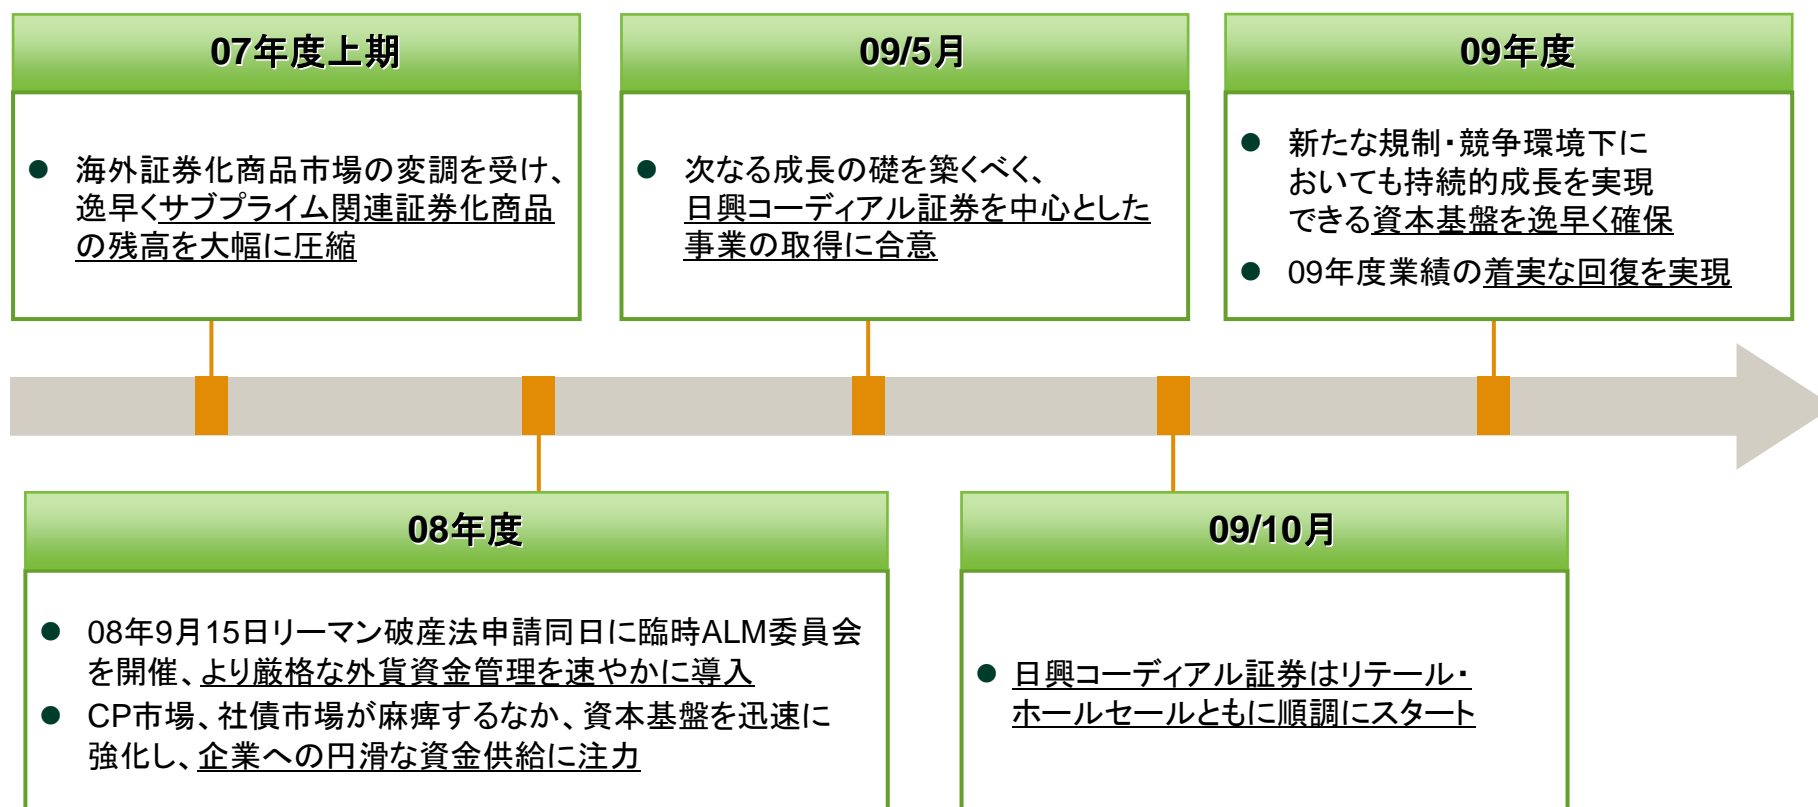 07年度上期
海外証券化商品市場の変調を受け、
逸早くサブプライム関連証券化商品
の残高を大幅に圧縮
09/5月
次なる成長の礎を築くべく、
日興コーディアル証券を中心とした
事業の取得に合意
09年度
新たな規制・競争環境下に
おいても持続的成長を実現
できる資本基盤を逸早く確保
09年度業績の着実な回復を実現
08年度
08年9月15日リーマン破産法申請同日に臨時ALM委員会
を開催、より厳格な外貨資金管理を速やかに導入
CP市場、社債市場が麻痺するなか、資本基盤を迅速に
強化し、企業への円滑な資金供給に注力
09/10月
日興コーディアル証券はリテール・
ホールセールともに順調にスタート